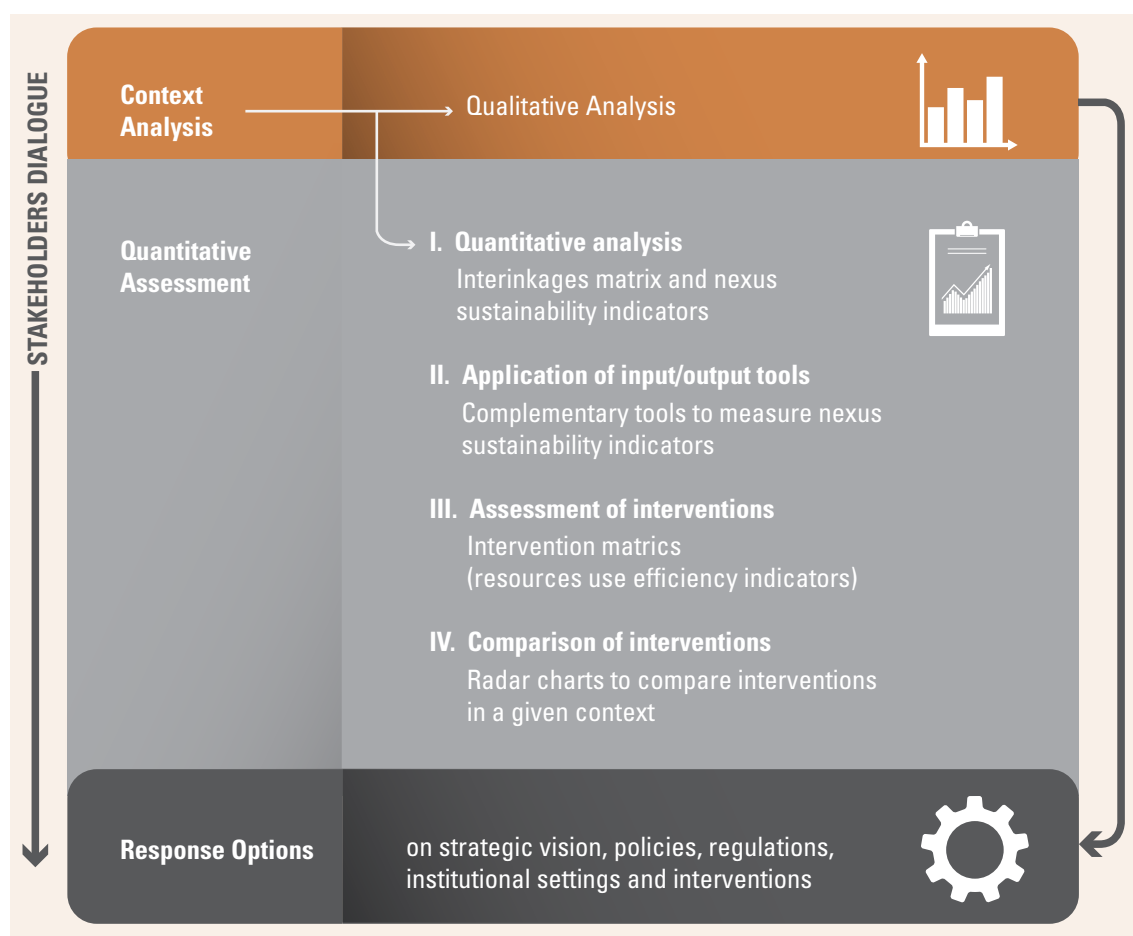 STAKEHOLDERS DIALOGUE
Context
Analysis
Qualitative Analysis
Quantitative
Assessment
I. Quantitative analysis
Interinkages matrix and nexus
sustainability indicators
II. Application of input/output tools
Complementary tools to measure nexus
sustainability indicators
III. Assessment of interventions
Intervention matrics
(resources use efficiency indicators)
IV. Comparison of interventions
Radar charts to compare interventions
in a given context
Response Options
on strategic vision, policies, regulations,
institutional settings and interventions